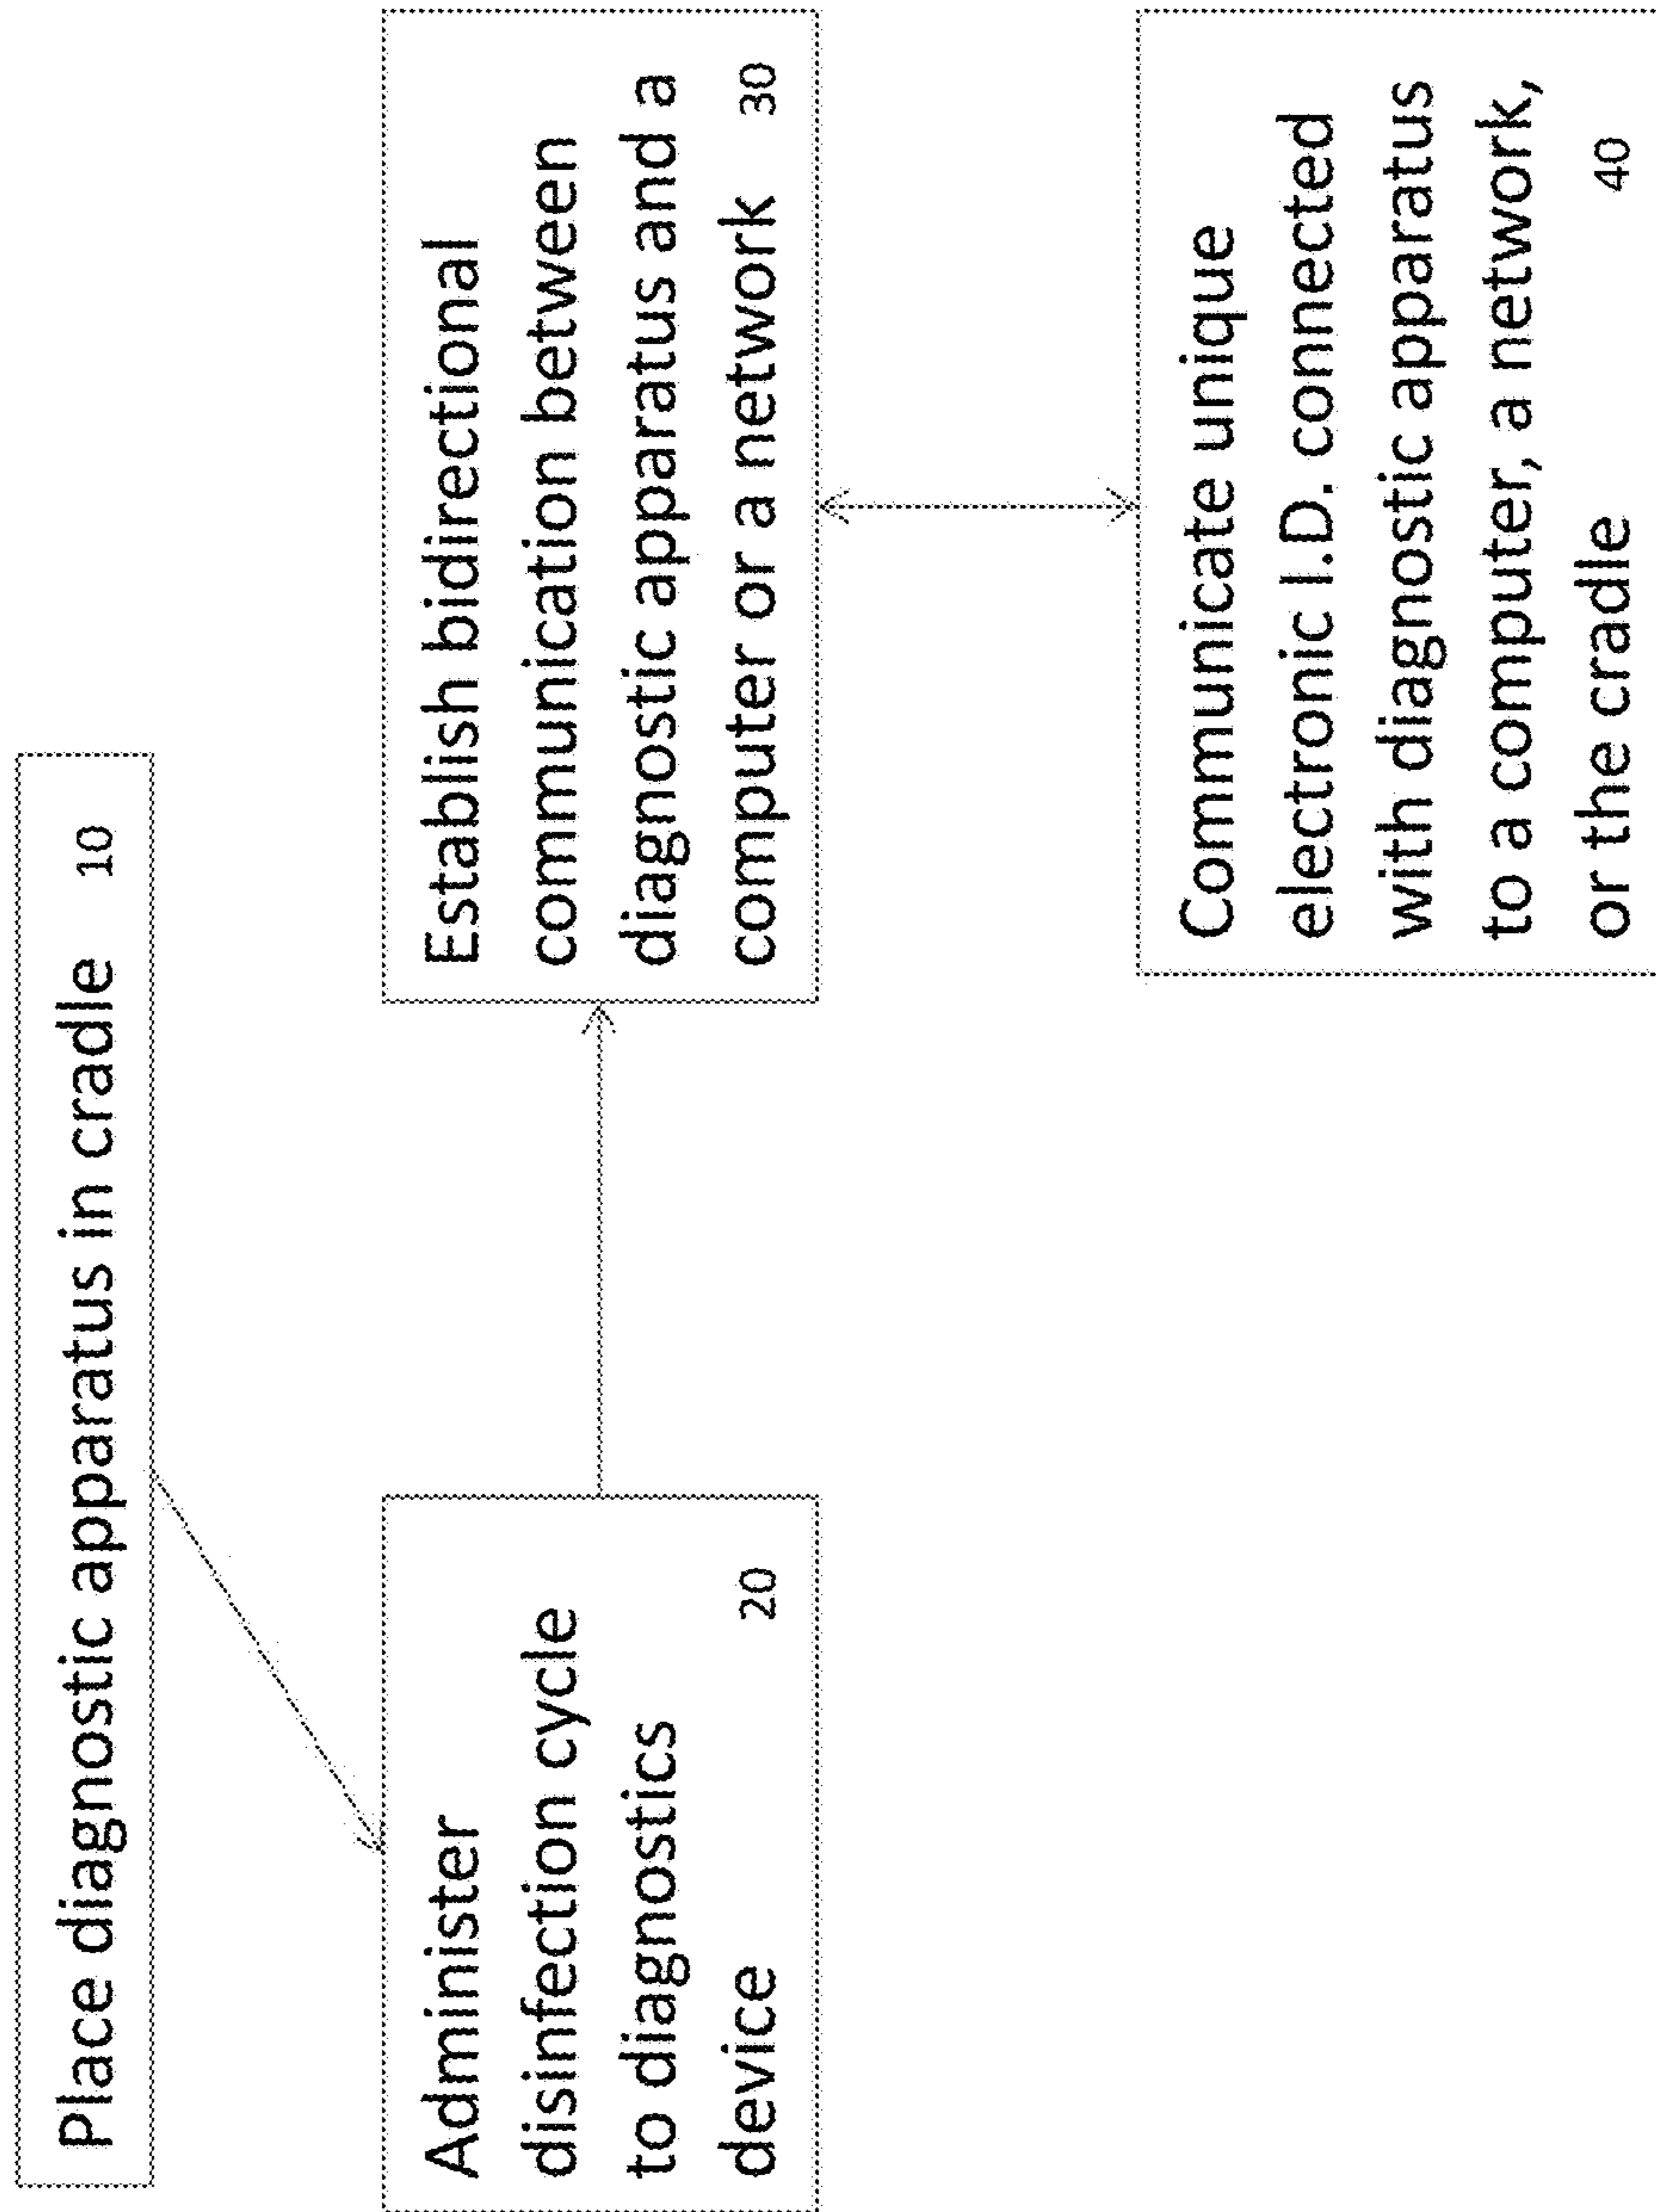 Place diagnostic apparatus in cradle 10
Administer
disinfection cycle
to diagnostics
device 20
Establish bidirectional
communication between
diagnostic apparatus and a
computer or a network 30
Communicate unique
electronic I.D. connected
with diagnostic apparatus
to a computer, a network,
or the cradle 40